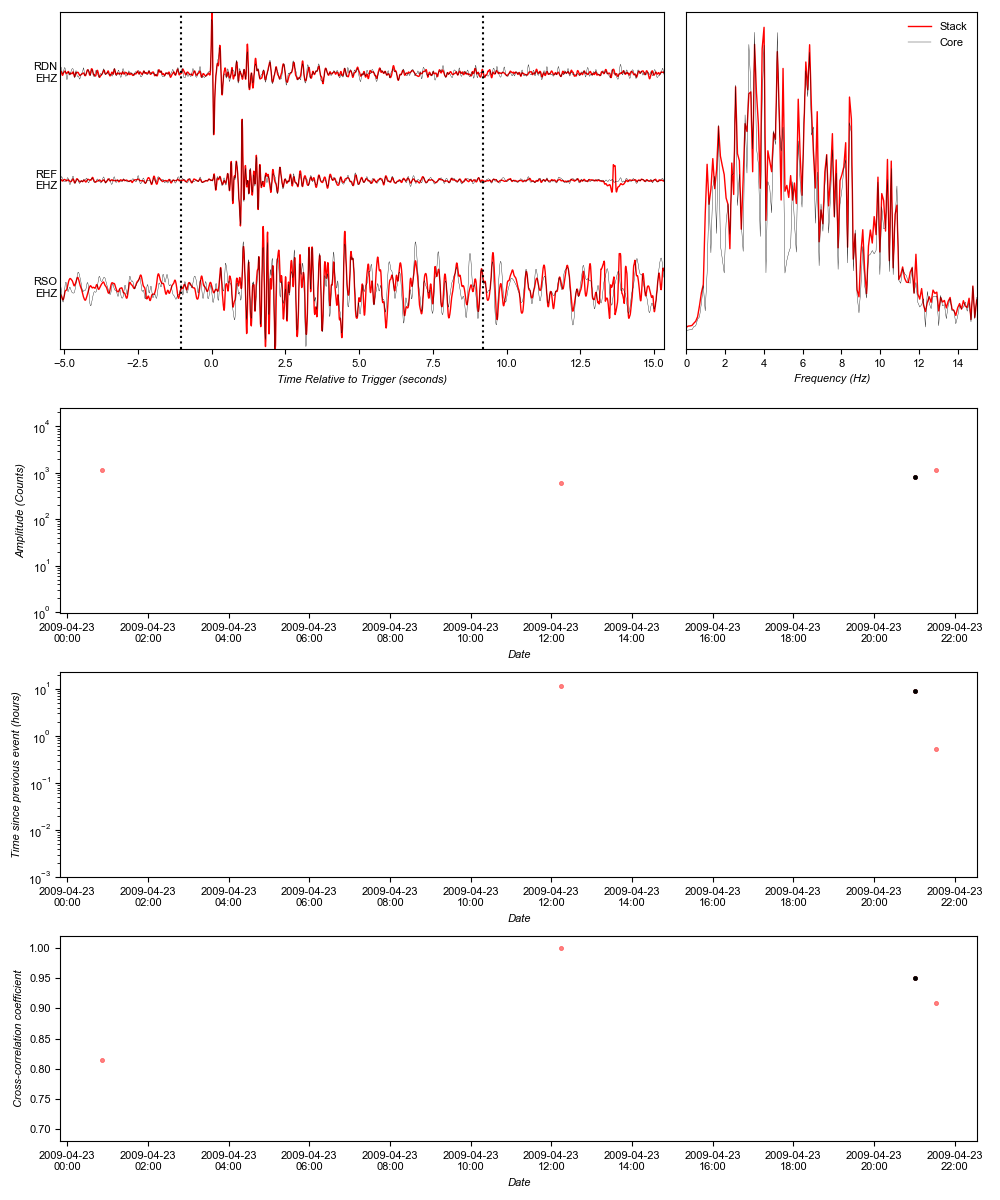 RDN
EHZ
REF
EHZ
RSO
EHZ
−5.0 −2.5 0.0 2.5 5.0 7.5 10.0 12.5 15.0
Time Relative to Trigger (seconds)
Stack
Core
0 2 4 6 8 10 12 14
Frequency (Hz)
Amplitude (Counts)
10^4
10^3
10^2
10^1
10^0
2009-04-23 2009-04-23 2009-04-23 2009-04-23 2009-04-23 2009-04-23 2009-04-23 2009-04-23 2009-04-23 2009-04-23 2009-04-23 2009-04-23
00:00 02:00 04:00 06:00 08:00 10:00 12:00 14:00 16:00 18:00 20:00 22:00
Date
Time since previous event (hours)
10^1
10^0
10^−1
10^−2
10^−3
2009-04-23 2009-04-23 2009-04-23 2009-04-23 2009-04-23 2009-04-23 2009-04-23 2009-04-23 2009-04-23 2009-04-23 2009-04-23 2009-04-23
00:00 02:00 04:00 06:00 08:00 10:00 12:00 14:00 16:00 18:00 20:00 22:00
Date
Cross-correlation coefficient
1.00
0.95
0.90
0.85
0.80
0.75
0.70
2009-04-23 2009-04-23 2009-04-23 2009-04-23 2009-04-23 2009-04-23 2009-04-23 2009-04-23 2009-04-23 2009-04-23 2009-04-23 2009-04-23
00:00 02:00 04:00 06:00 08:00 10:00 12:00 14:00 16:00 18:00 20:00 22:00
Date